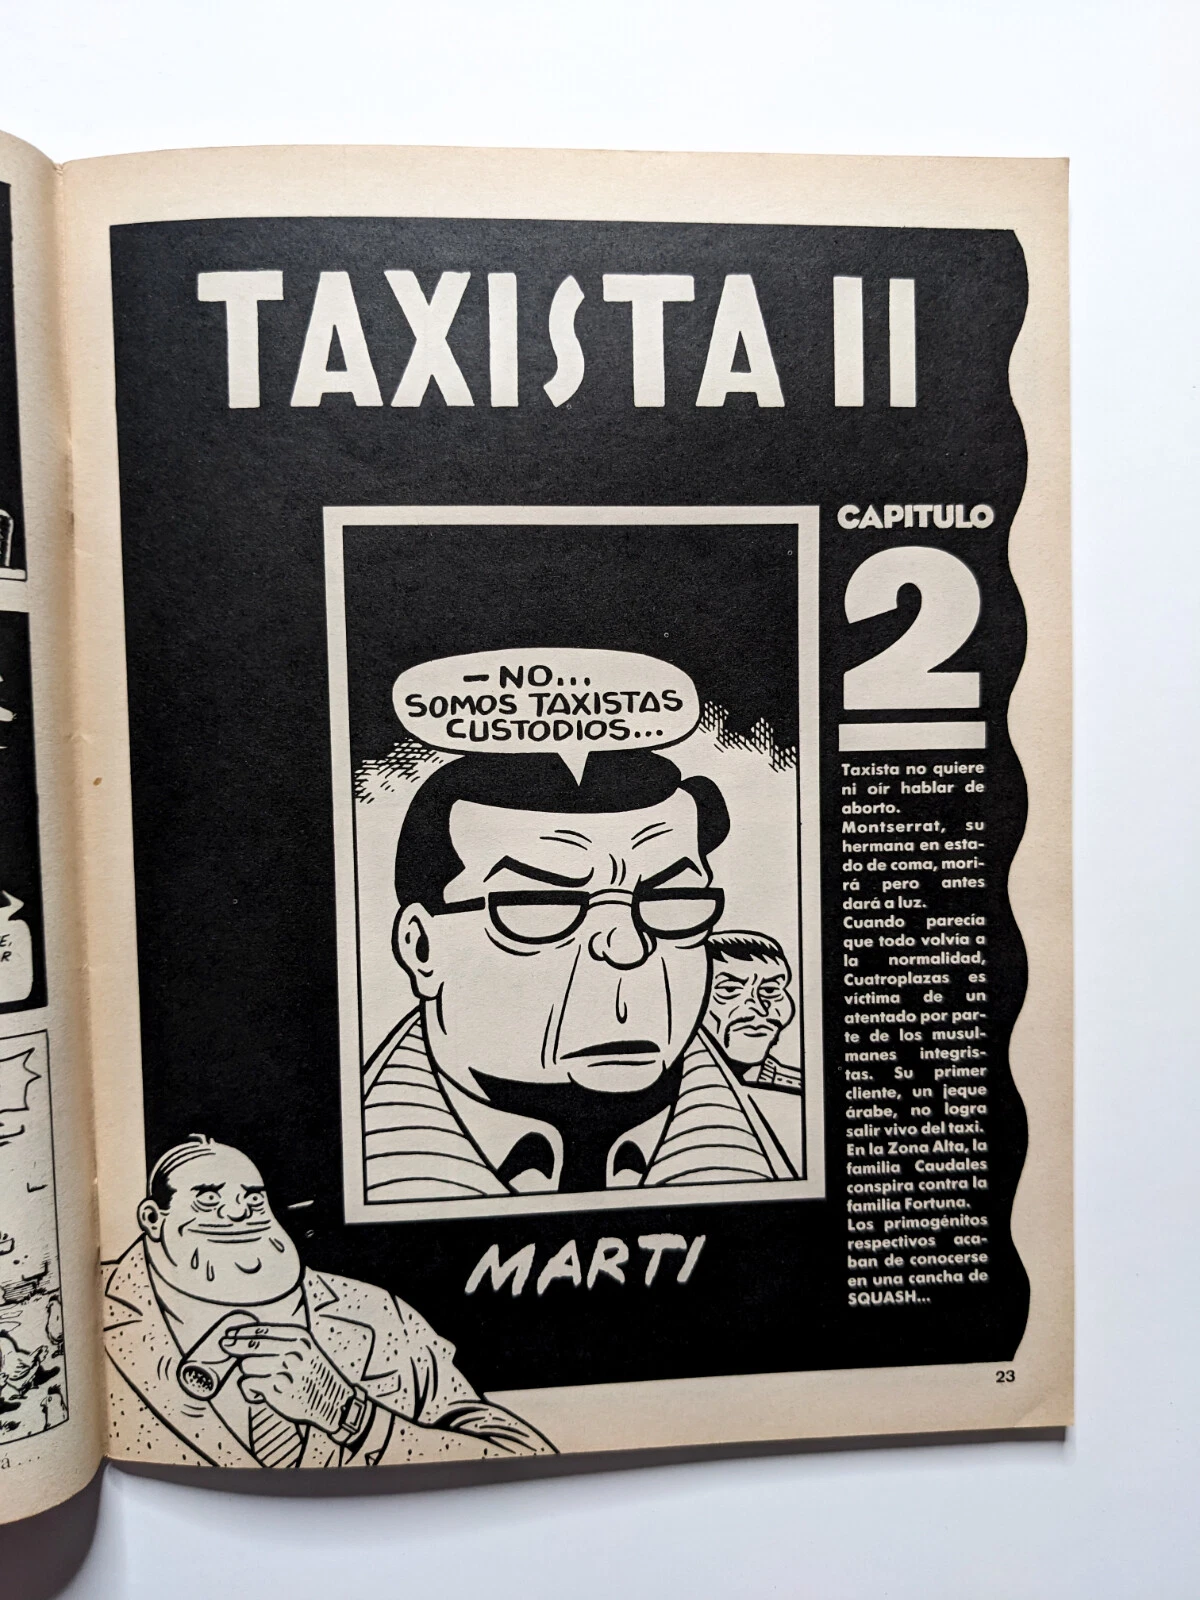 TAXISTA II
CAPITULO
2
–NO...
SOMOS TAXISTAS
CUSTODIOS...
Taxista no quiere
ni oír hablar de
aborto.
Montserrat, su
hermana en esta-
do de coma, mori-
rá pero antes
dará a luz.
Cuando parecía
que todo volvía a
la normalidad,
Cuatroplazas es
víctima de un
atentado por par-
te de los musul-
manes integris-
tas. Su primer
cliente, un jeque
árabe, no logra
salir vivo del taxi.
En la Zona Alta, la
familia Caudales
conspira contra la
familia Fortuna.
Los primogénitos
respectivos aca-
ban de conocerse
en una cancha de
SQUASH...
MARTI
23